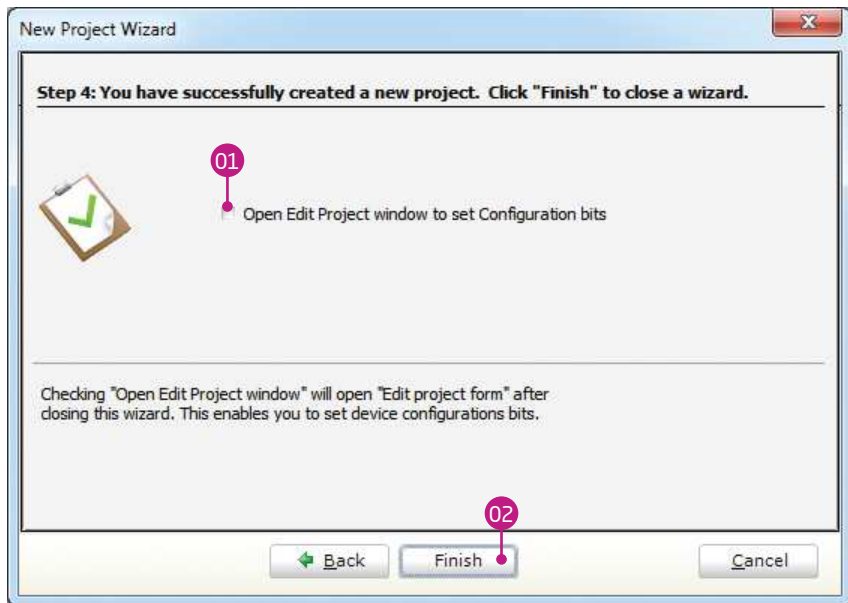 New Project Wizard
Step 4: You have successfully created a new project. Click "Finish" to close a wizard.
01
Open Edit Project window to set Configuration bits
Checking "Open Edit Project window" will open "Edit project form" after
closing this wizard. This enables you to set device configurations bits.
02
Back
Finish
Cancel